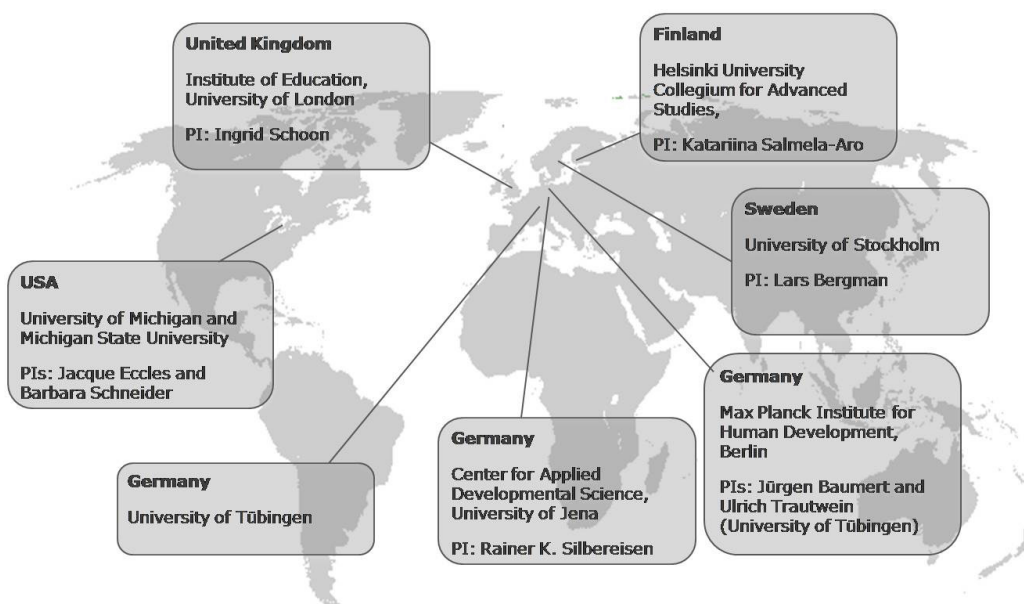 United Kingdom
Institute of Education,
University of London
PI: Ingrid Schoon
Finland
Helsinki University
Collegium for Advanced
Studies,
PI: Katariina Salmela-Aro
Sweden
University of Stockholm
PI: Lars Bergman
USA
University of Michigan and
Michigan State University
PIs: Jacque Eccles and
Barbara Schneider
Germany
University of Tübingen
Germany
Center for Applied
Developmental Science,
University of Jena
PI: Rainer K. Silbereisen
Germany
Max Planck Institute for
Human Development,
Berlin
PIs: Jürgen Baumert and
Ulrich Trautwein
(University of Tübingen)